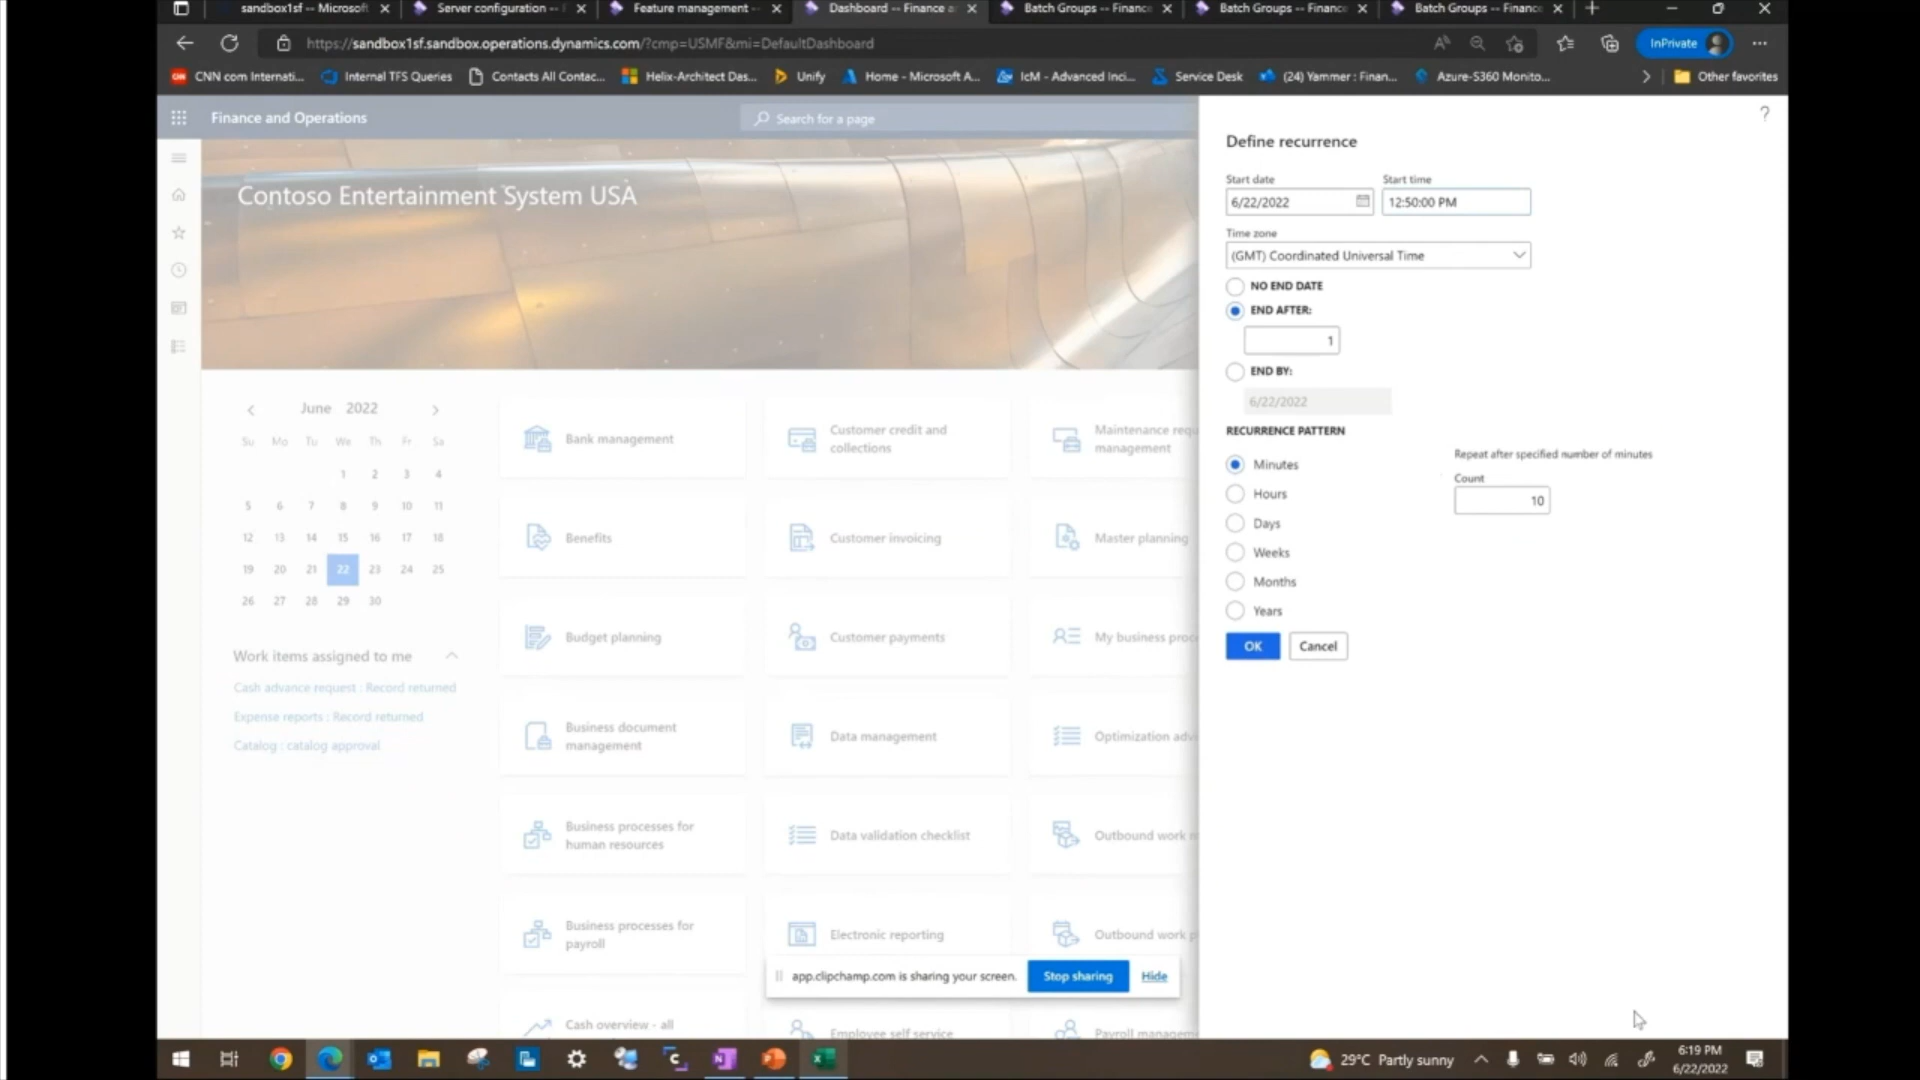 sandbox1sf -- Microsoft
Server configuration --
Feature management --
Dashboard -- Finance a
Batch Groups -- Finance
Batch Groups -- Finance
Batch Groups -- Finance
https://sandbox1sf.sandbox.operations.dynamics.com/?cmp=USMF&mi=DefaultDashboard
InPrivate
CNN com Internati...
Internal TFS Queries
Contacts All Contac...
Helix-Architect Das...
Unify
Home - Microsoft A...
IcM - Advanced Inci...
Service Desk
(24) Yammer : Finan...
Azure-S360 Monito...
Other favorites
Finance and Operations
Search for a page
?
Contoso Entertainment System USA
June 2022
Su Mo Tu We Th Fr Sa
1 2 3 4
5 6 7 8 9 10 11
12 13 14 15 16 17 18
19 20 21 22 23 24 25
26 27 28 29 30
Work items assigned to me
Cash advance request : Record returned
Expense reports : Record returned
Catalog : catalog approval
Bank management
Customer credit and
collections
Maintenance requ
management
Benefits
Customer invoicing
Master planning
Budget planning
Customer payments
My business proc
Business document
management
Data management
Optimization adv
Business processes for
human resources
Data validation checklist
Outbound work
Business processes for
payroll
Electronic reporting
Outbound work p
Cash overview - all
Employee self service
Payroll managem
app.clipchamp.com is sharing your screen.
Stop sharing
Hide
Define recurrence
Start date
Start time
6/22/2022
12:50:00 PM
Time zone
(GMT) Coordinated Universal Time
NO END DATE
END AFTER:
1
END BY:
6/22/2022
RECURRENCE PATTERN
Minutes
Hours
Days
Weeks
Months
Years
Repeat after specified number of minutes
Count
10
OK
Cancel
29°C Partly sunny
6:19 PM
6/22/2022